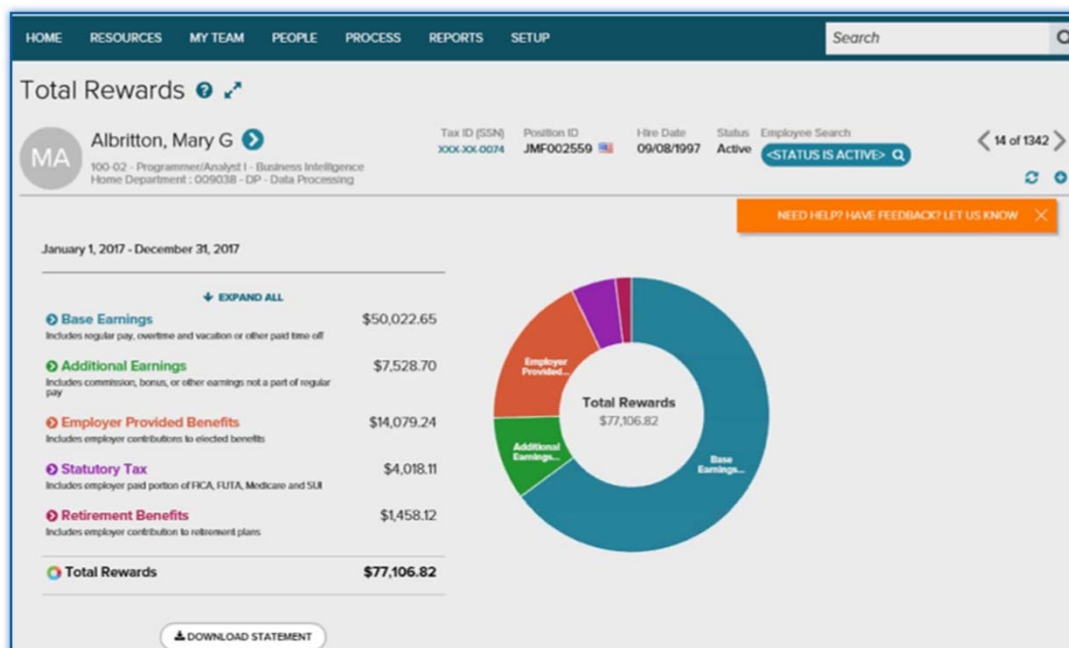 HOME RESOURCES MY TEAM PEOPLE PROCESS REPORTS SETUP Search
Total Rewards ?
MA
Albritton, Mary G
100-02 - Programmer/Analyst I - Business Intelligence
Home Department : 009038 - DP - Data Processing
Tax ID (SSN) Position ID Hire Date Status Employee Search
XXX-XX-0074 JMF002559 09/08/1997 Active <STATUS IS ACTIVE>
14 of 1342
NEED HELP? HAVE FEEDBACK? LET US KNOW
January 1, 2017 - December 31, 2017
EXPAND ALL
Base Earnings $50,022.65
Includes regular pay, overtime and vacation or other paid time off
Additional Earnings $7,528.70
Includes commission, bonus, or other earnings not a part of regular
pay
Employer Provided Benefits $14,079.24
Includes employer contributions to elected benefits
Statutory Tax $4,018.11
Includes employer paid portion of FICA, FUTA, Medicare and SUI
Retirement Benefits $1,458.12
Includes employer contribution to retirement plans
Total Rewards $77,106.82
DOWNLOAD STATEMENT
Employer
Provided...
Additional
Earnings...
Total Rewards
$77,106.82
Base
Earnings...